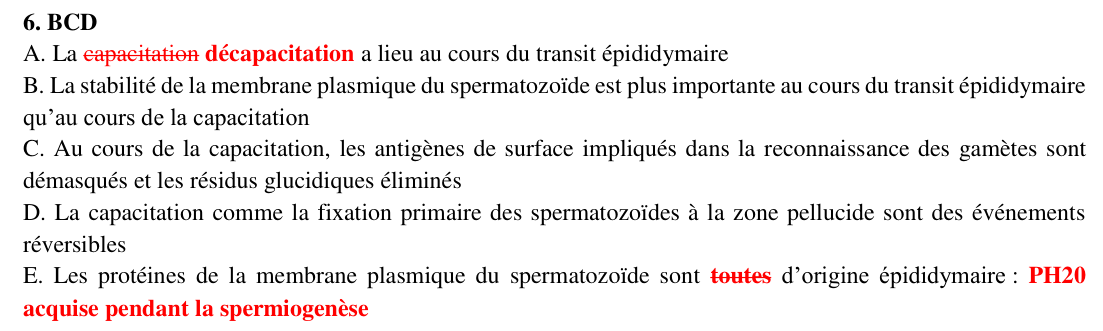 6. BCD
A. La capacitation décapacitation a lieu au cours du transit épididymaire
B. La stabilité de la membrane plasmique du spermatozoïde est plus importante au cours du transit épididymaire
qu’au cours de la capacitation
C. Au cours de la capacitation, les antigènes de surface impliqués dans la reconnaissance des gamètes sont
démasqués et les résidus glucidiques éliminés
D. La capacitation comme la fixation primaire des spermatozoïdes à la zone pellucide sont des événements
réversibles
E. Les protéines de la membrane plasmique du spermatozoïde sont toutes d’origine épididymaire : PH20
acquise pendant la spermiogenèse